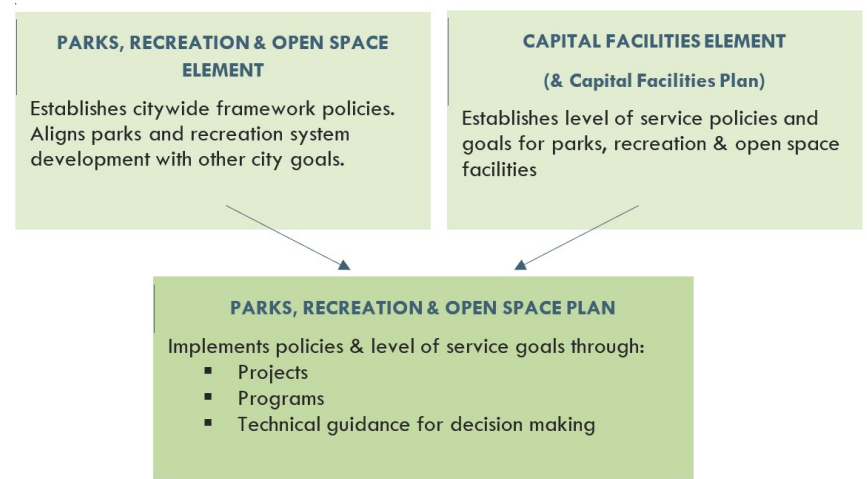 PARKS, RECREATION & OPEN SPACE
ELEMENT
Establishes citywide framework policies.
Aligns parks and recreation system
development with other city goals.
CAPITAL FACILITIES ELEMENT
(& Capital Facilities Plan)
Establishes level of service policies and
goals for parks, recreation & open space
facilities
PARKS, RECREATION & OPEN SPACE PLAN
Implements policies & level of service goals through:
▪ Projects
▪ Programs
▪ Technical guidance for decision making